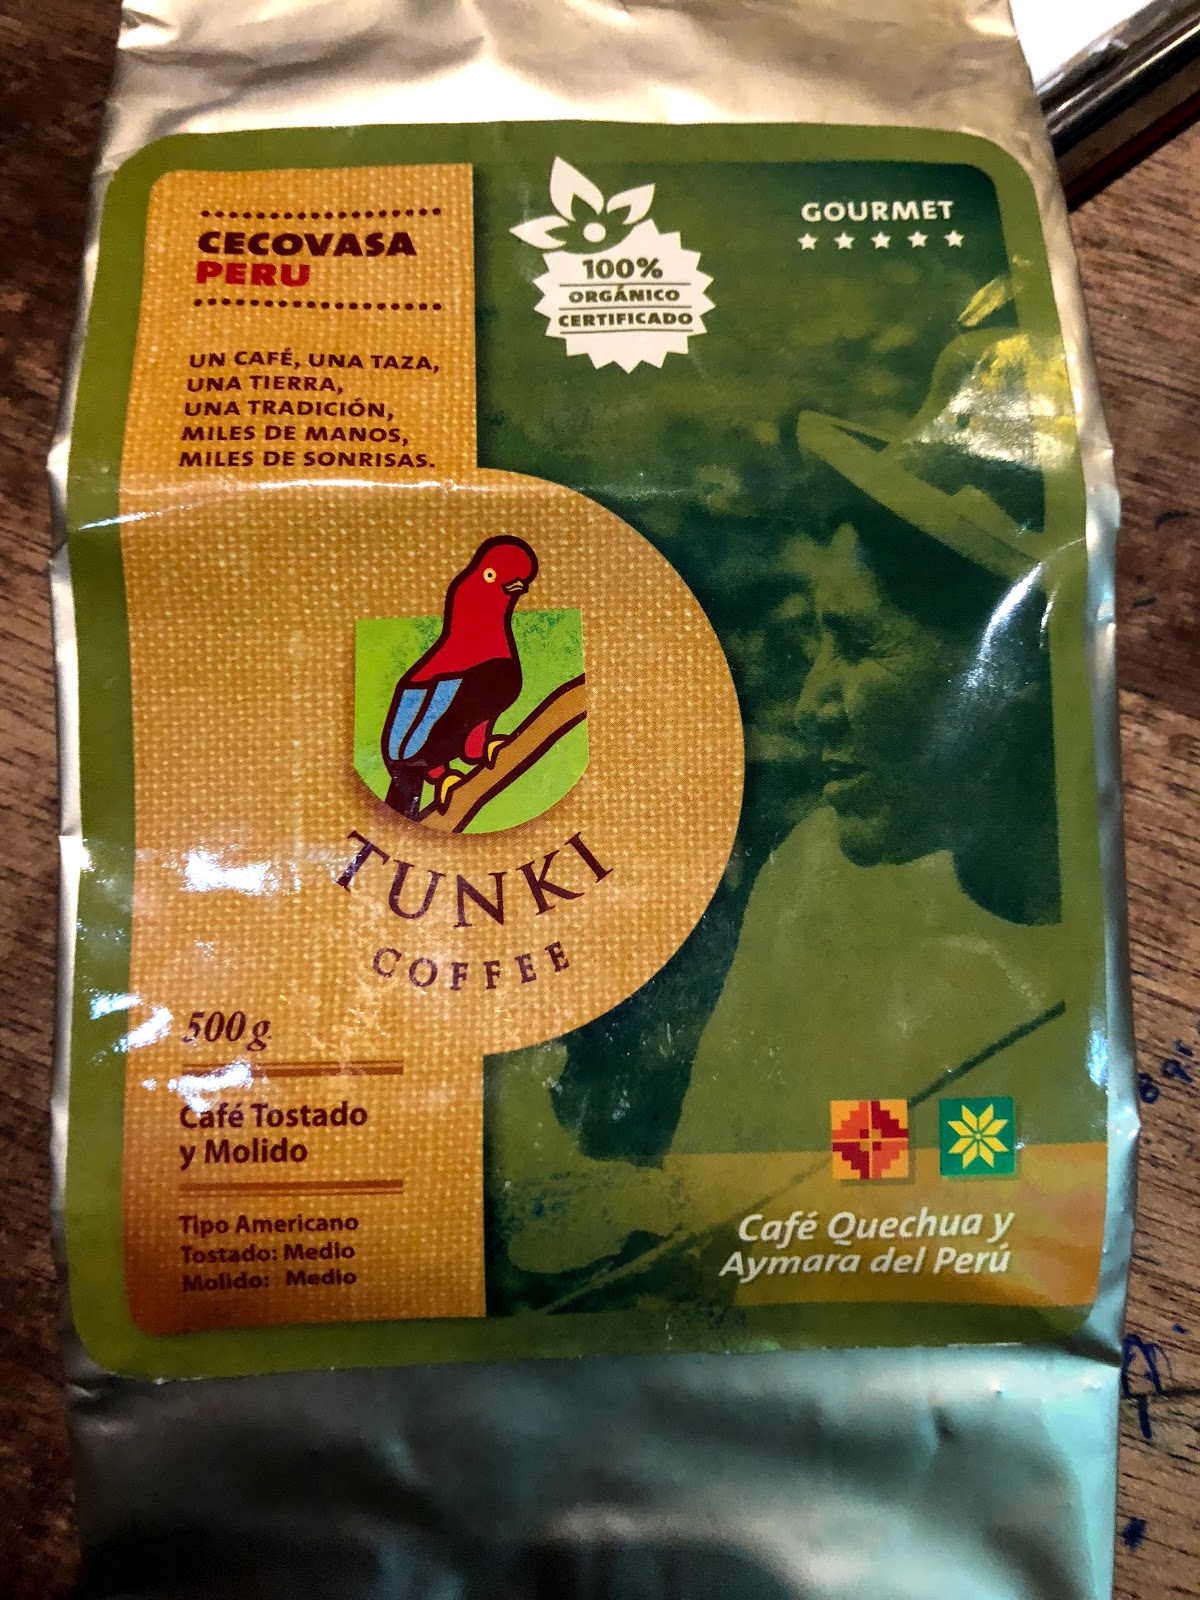 CECOVASA
PERU
UN CAFÉ, UNA TAZA,
UNA TIERRA,
UNA TRADICIÓN,
MILES DE MANOS,
MILES DE SONRISAS.
100%
ORGÁNICO
CERTIFICADO
GOURMET
TUNKI
COFFEE
500g
Café Tostado
y Molido
Tipo Americano
Tostado: Medio
Molido: Medio
Café Quechua y
Aymara del Perú